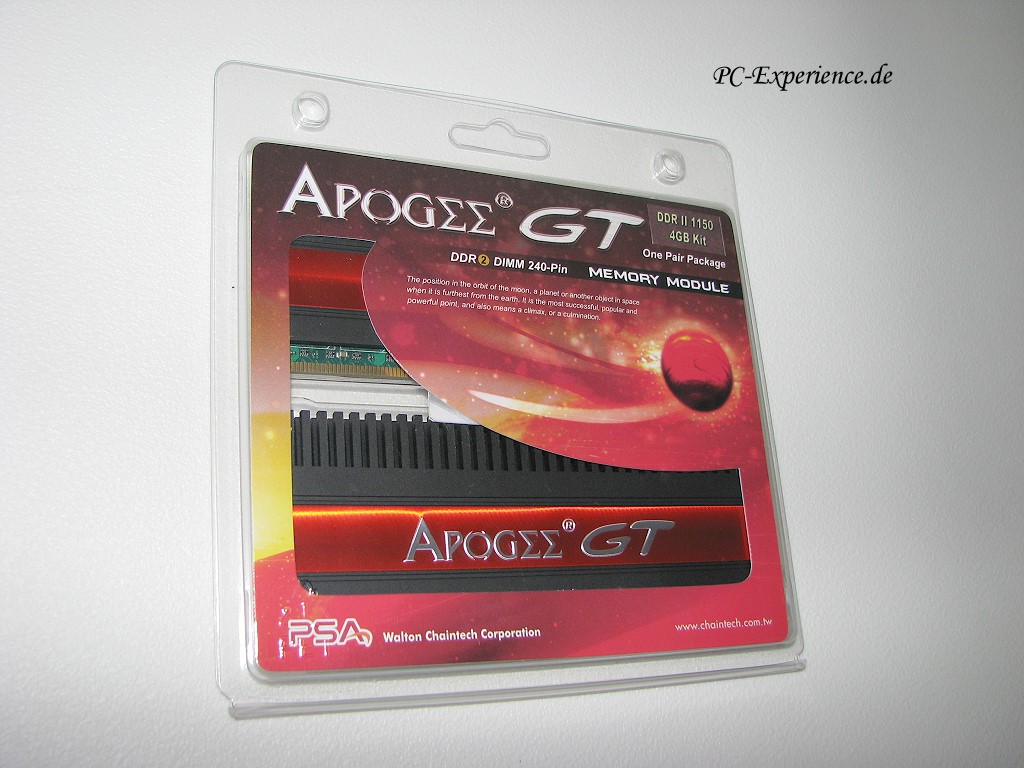 PC-Experience.de
APOGEE® GT
DDR II 1150
4GB Kit
One Pair Package
DDR2 DIMM 240-Pin
MEMORY MODULE
The position in the orbit of the moon, a planet or another object in space
when it is furthest from the earth. It is the most successful, popular and
powerful point, and also means a climax, or a culmination.
APOGEE® GT
PSA
Walton Chaintech Corporation
www.chaintech.com.tw